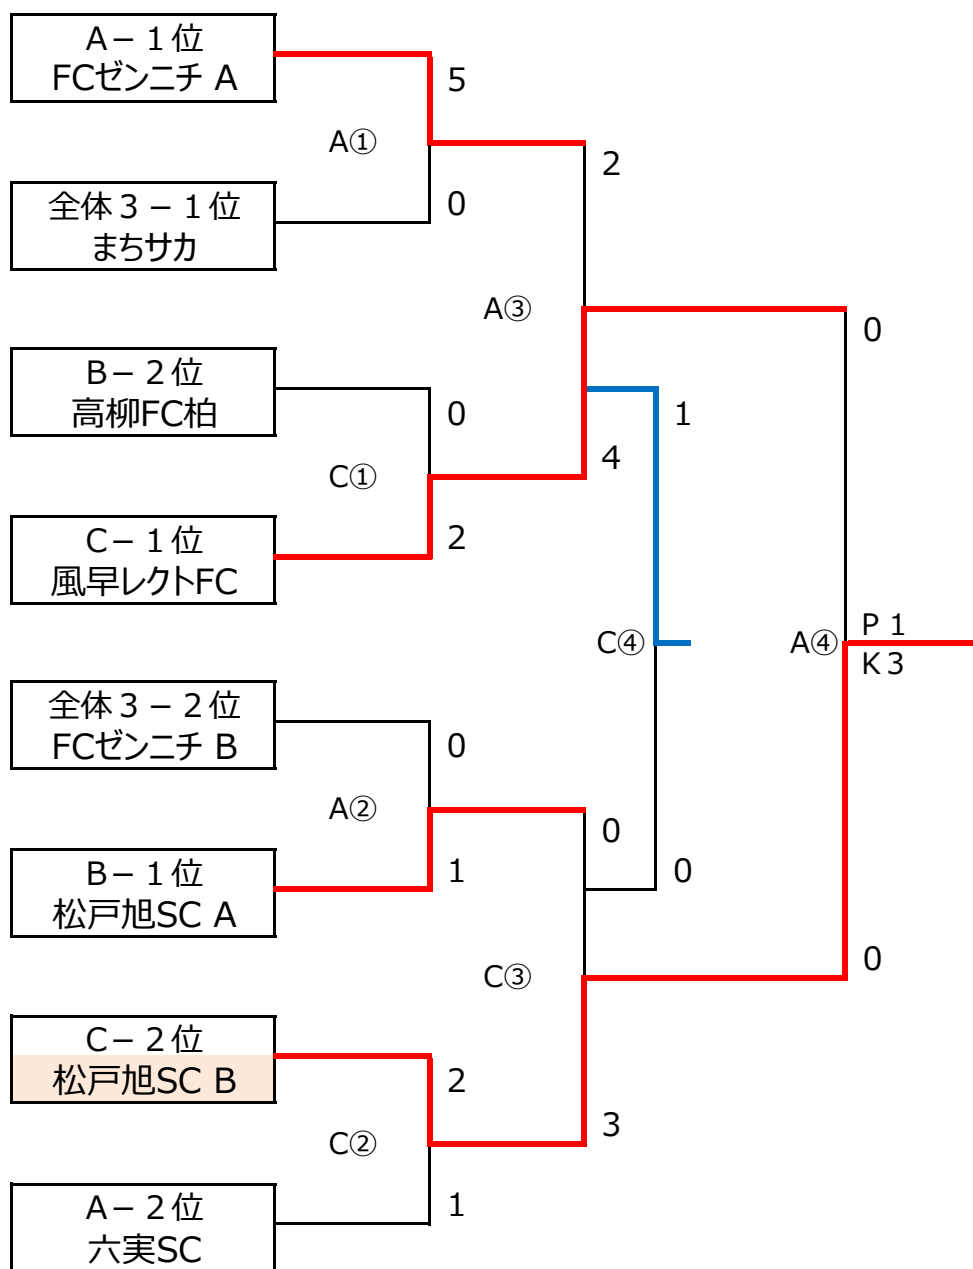 A－１位
FCゼンニチ A
5
A①
2
全体３－１位
まちサカ
0
A③
0
B－２位
高柳FC柏
0
1
4
C①
C－１位
風早レクトFC
2
C④
A④
P 1
K 3
全体３－２位
FCゼンニチ B
0
A②
0
B－１位
松戸旭SC A
1
0
C③
0
C－２位
松戸旭SC B
2
3
C②
A－２位
六実SC
1